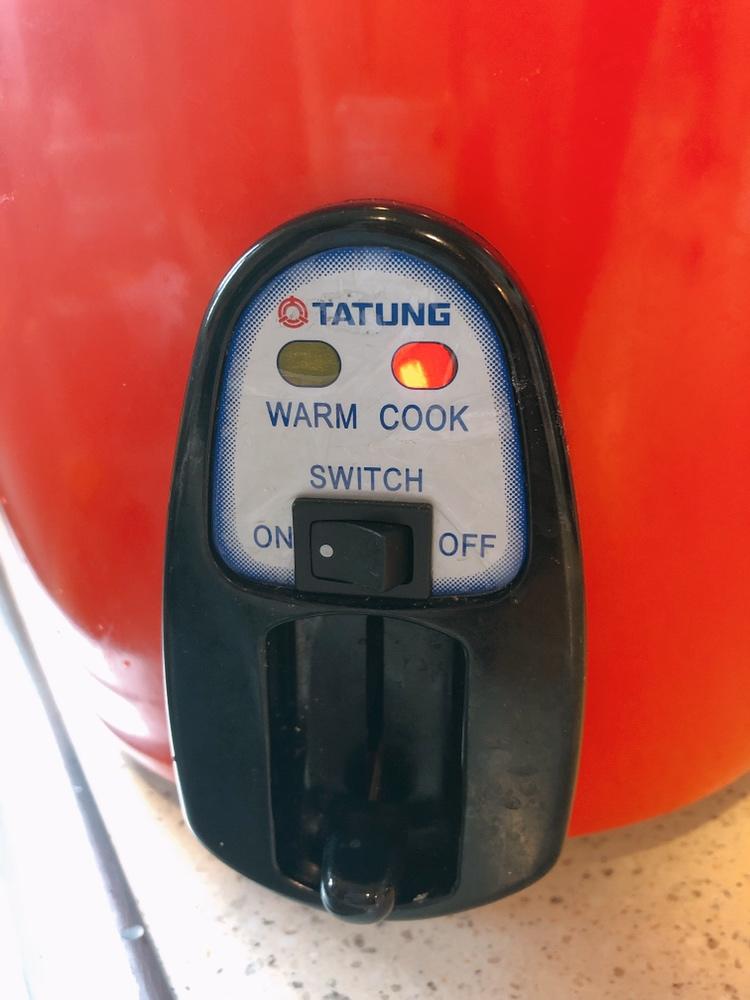 TATUNG
WARM COOK
SWITCH
ON OFF